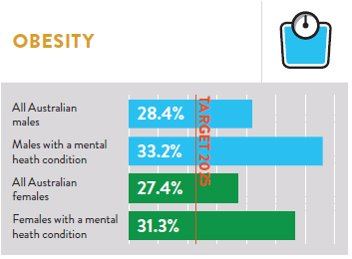 OBESITY
All Australian
males
28.4%
Males with a mental
heath condition
33.2%
All Australian
females
27.4%
Females with a mental
heath condition
31.3%
TARGET 2025